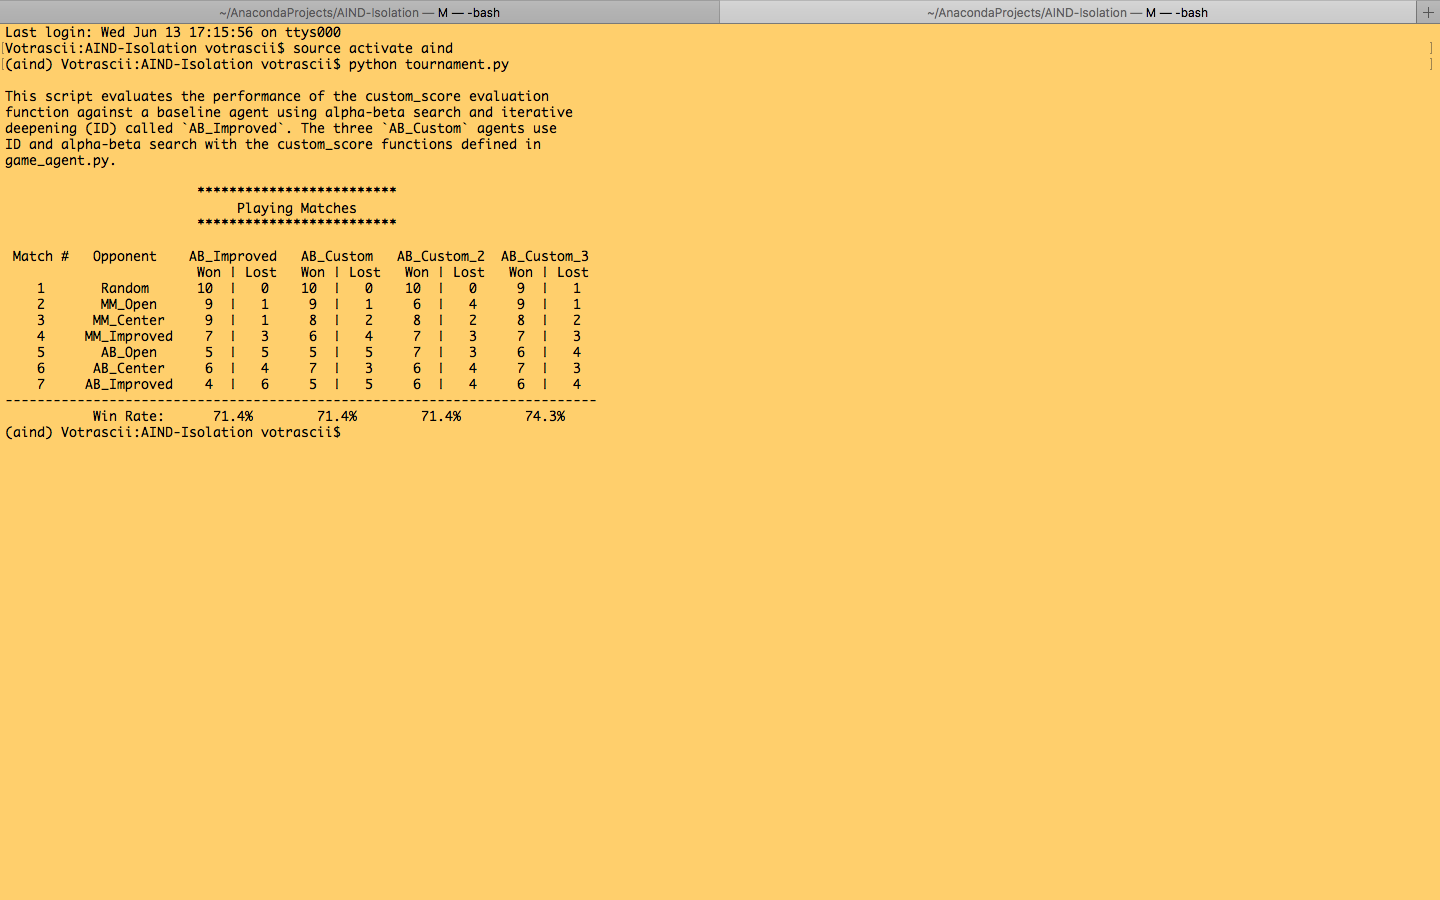 ~/AnacondaProjects/AIND-Isolation — M — -bash
~/AnacondaProjects/AIND-Isolation — M — -bash
+
Last login: Wed Jun 13 17:15:56 on ttys000
[Votrascii:AIND-Isolation votrascii$ source activate aind ]
[(aind) Votrascii:AIND-Isolation votrascii$ python tournament.py ]
This script evaluates the performance of the custom_score evaluation
function against a baseline agent using alpha-beta search and iterative
deepening (ID) called `AB_Improved`. The three `AB_Custom` agents use
ID and alpha-beta search with the custom_score functions defined in
game_agent.py.
*************************
Playing Matches
*************************
Match # Opponent AB_Improved AB_Custom AB_Custom_2 AB_Custom_3
Won | Lost Won | Lost Won | Lost Won | Lost
1 Random 10 | 0 10 | 0 10 | 0 9 | 1
2 MM_Open 9 | 1 9 | 1 6 | 4 9 | 1
3 MM_Center 9 | 1 8 | 2 8 | 2 8 | 2
4 MM_Improved 7 | 3 6 | 4 7 | 3 7 | 3
5 AB_Open 5 | 5 5 | 5 7 | 3 6 | 4
6 AB_Center 6 | 4 7 | 3 6 | 4 7 | 3
7 AB_Improved 4 | 6 5 | 5 6 | 4 6 | 4
--------------------------------------------------------------------------
Win Rate: 71.4% 71.4% 71.4% 74.3%
(aind) Votrascii:AIND-Isolation votrascii$